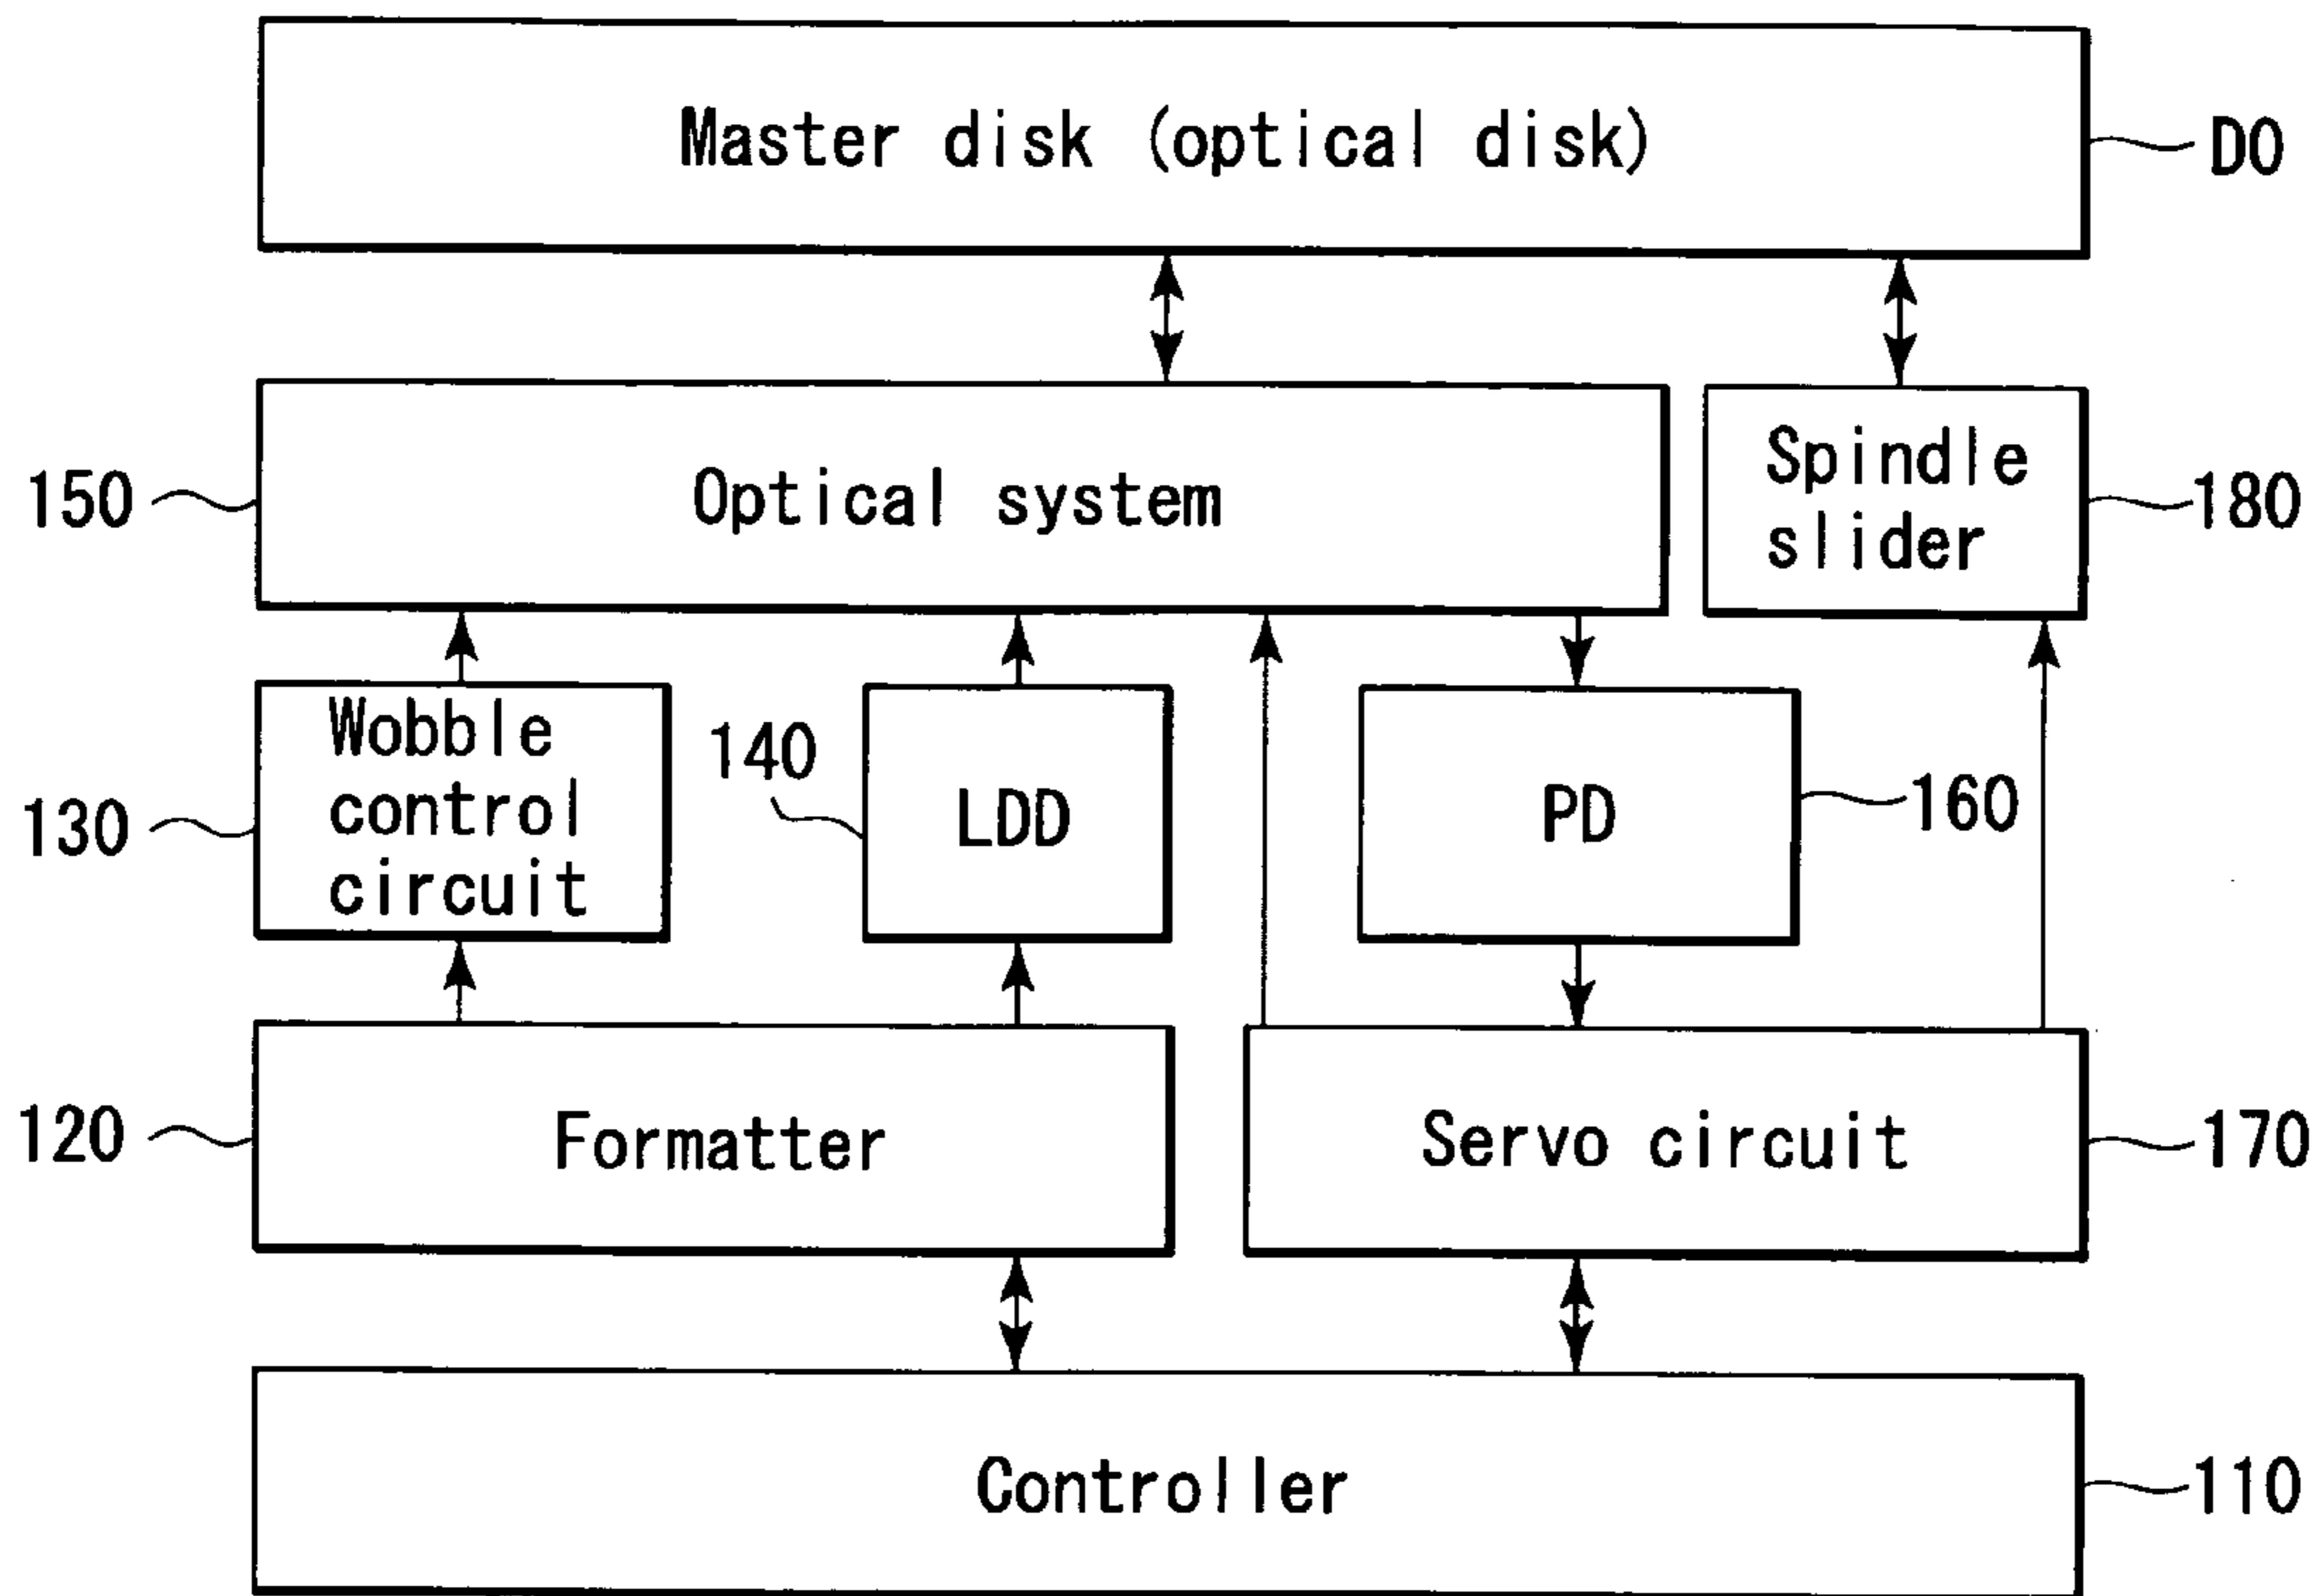 Master disk (optical disk)
D0
150
Optical system
Spindle
slider
180
Wobble
control
circuit
130
140
LDD
PD
160
120
Formatter
Servo circuit
170
Controller
110